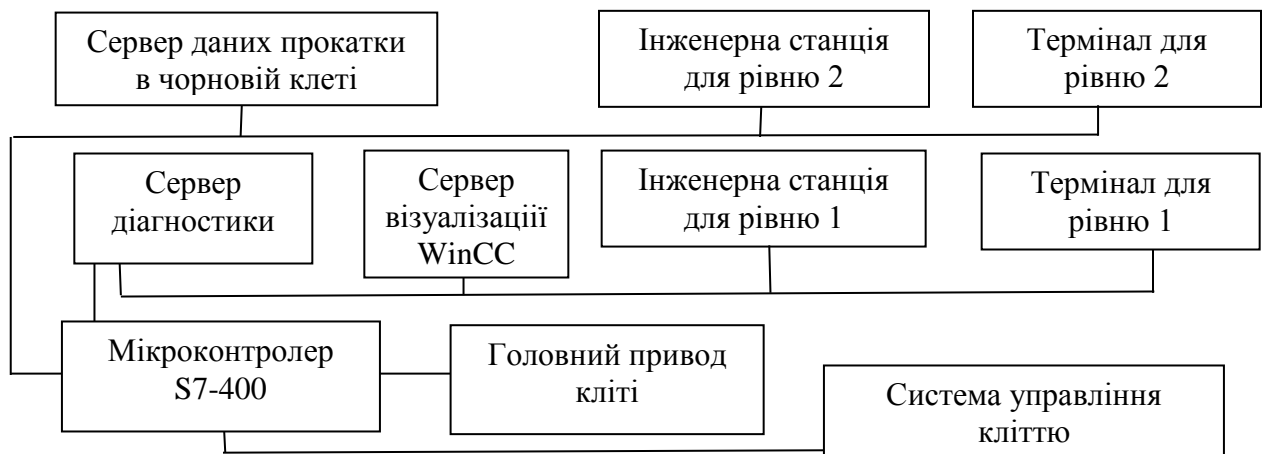 Сервер даних прокатки
в чорновій клеті
Інженерна станція
для рівню 2
Термінал для
рівню 2
Сервер
діагностики
Сервер
візуалізаціії
WinCC
Інженерна станція
для рівню 1
Термінал для
рівню 1
Мікроконтролер
S7-400
Головний привод
кліті
Система управління
кліттю